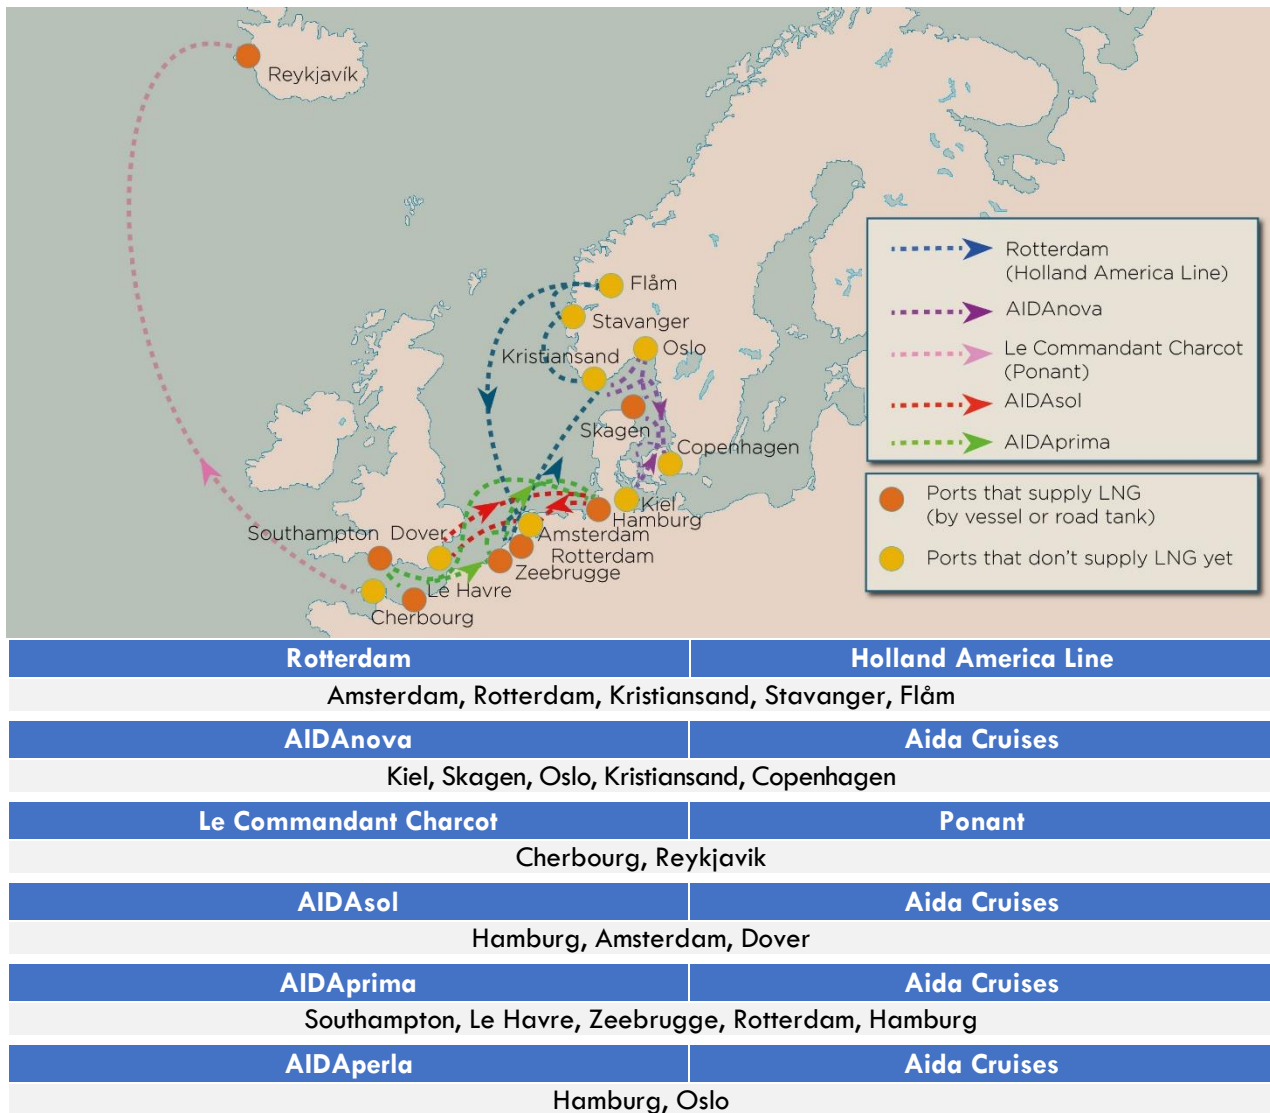 Reykjavík
Flåm
Stavanger
Oslo
Kristiansand
Skagen
Copenhagen
Kiel
Hamburg
Southampton
Dover
Amsterdam
Rotterdam
Zeebrugge
Le Havre
Cherbourg
Rotterdam
(Holland America Line)
AIDAnova
Le Commandant Charcot
(Ponant)
AIDAsol
AIDAprima
Ports that supply LNG
(by vessel or road tank)
Ports that don't supply LNG yet
Rotterdam Holland America Line
Amsterdam, Rotterdam, Kristiansand, Stavanger, Flåm
AIDAnova Aida Cruises
Kiel, Skagen, Oslo, Kristiansand, Copenhagen
Le Commandant Charcot Ponant
Cherbourg, Reykjavik
AIDAsol Aida Cruises
Hamburg, Amsterdam, Dover
AIDAprima Aida Cruises
Southampton, Le Havre, Zeebrugge, Rotterdam, Hamburg
AIDAperla Aida Cruises
Hamburg, Oslo